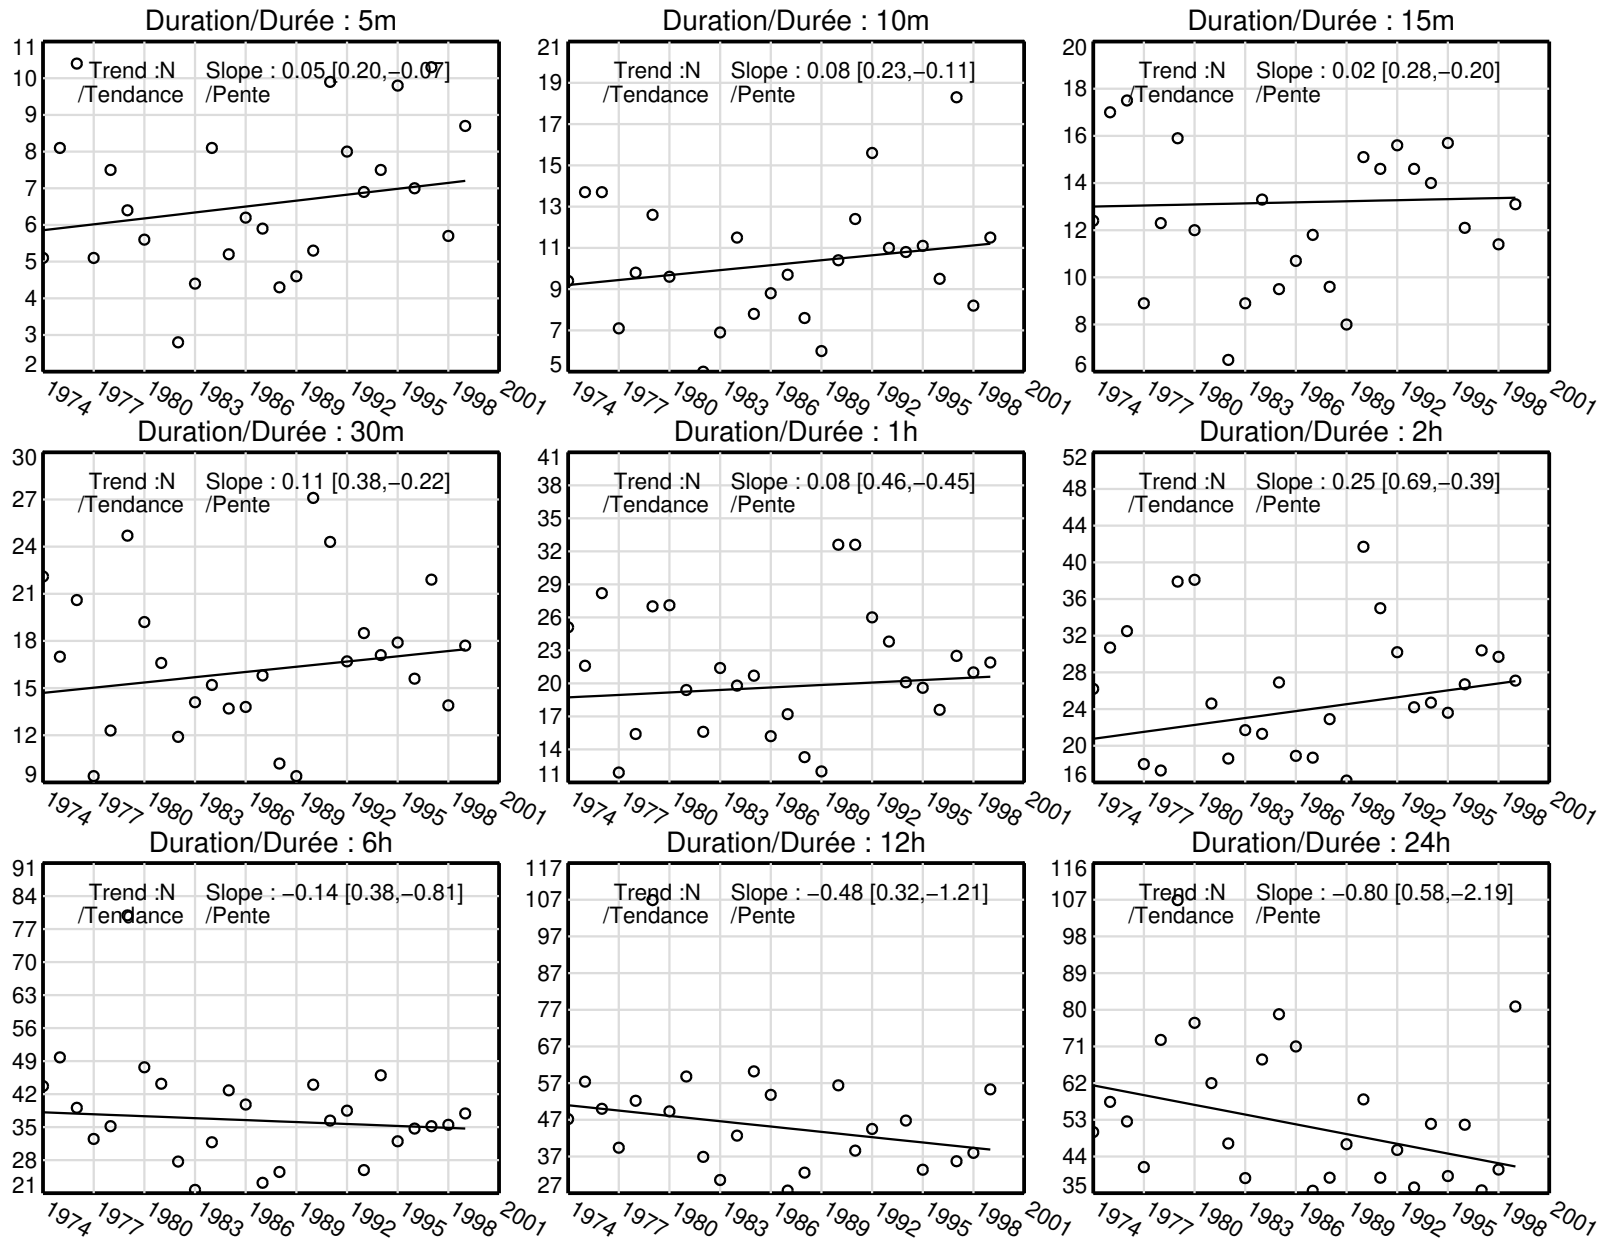 Duration/Durée : 5m
11
10
9
8
7
6
5
4
3
2
Trend :N Slope : 0.05 [0.20,−0.07]
/Tendance /Pente
1974 1977 1980 1983 1986 1989 1992 1995 1998 2001
Duration/Durée : 10m
21
19
17
15
13
11
9
7
5
Trend :N Slope : 0.08 [0.23,−0.11]
/Tendance /Pente
1974 1977 1980 1983 1986 1989 1992 1995 1998 2001
Duration/Durée : 15m
20
18
16
14
12
10
8
6
Trend :N Slope : 0.02 [0.28,−0.20]
/Tendance /Pente
1974 1977 1980 1983 1986 1989 1992 1995 1998 2001
Duration/Durée : 30m
30
27
24
21
18
15
12
9
Trend :N Slope : 0.11 [0.38,−0.22]
/Tendance /Pente
1974 1977 1980 1983 1986 1989 1992 1995 1998 2001
Duration/Durée : 1h
41
38
35
32
29
26
23
20
17
14
11
Trend :N Slope : 0.08 [0.46,−0.45]
/Tendance /Pente
1974 1977 1980 1983 1986 1989 1992 1995 1998 2001
Duration/Durée : 2h
52
48
44
40
36
32
28
24
20
16
Trend :N Slope : 0.25 [0.69,−0.39]
/Tendance /Pente
1974 1977 1980 1983 1986 1989 1992 1995 1998 2001
Duration/Durée : 6h
91
84
77
70
63
56
49
42
35
28
21
Trend :N Slope : −0.14 [0.38,−0.81]
/Tendance /Pente
1974 1977 1980 1983 1986 1989 1992 1995 1998 2001
Duration/Durée : 12h
117
107
97
87
77
67
57
47
37
27
Trend :N Slope : −0.48 [0.32,−1.21]
/Tendance /Pente
1974 1977 1980 1983 1986 1989 1992 1995 1998 2001
Duration/Durée : 24h
116
107
98
89
80
71
62
53
44
35
Trend :N Slope : −0.80 [0.58,−2.19]
/Tendance /Pente
1974 1977 1980 1983 1986 1989 1992 1995 1998 2001